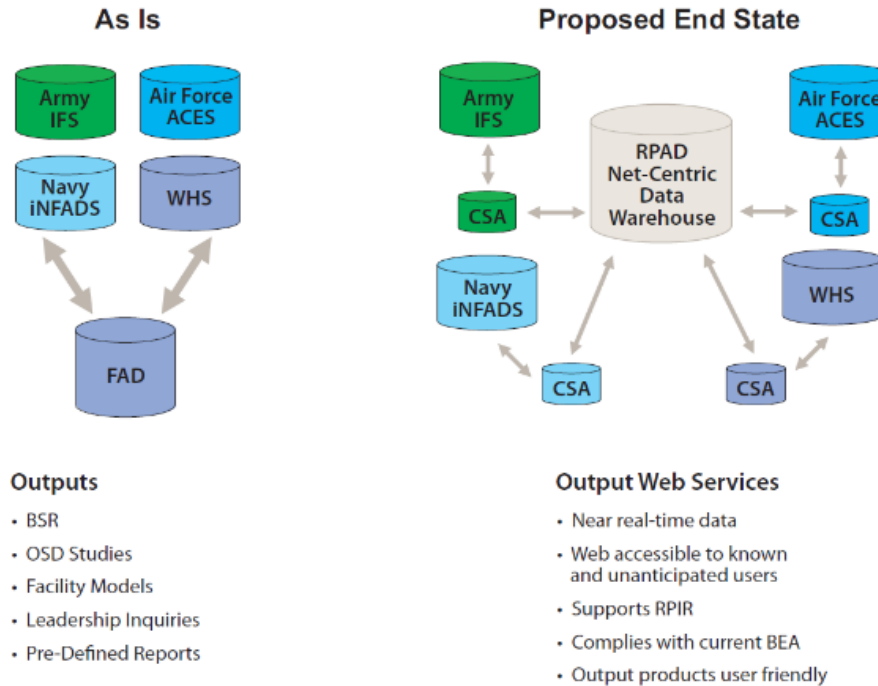 As Is
Army
IFS
Air Force
ACES
Navy
iNFADS
WHS
FAD
Outputs
• BSR
• OSD Studies
• Facility Models
• Leadership Inquiries
• Pre-Defined Reports
Proposed End State
Army
IFS
RPAD
Net-Centric
Data
Warehouse
Air Force
ACES
CSA
CSA
Navy
iNFADS
WHS
CSA
CSA
Output Web Services
• Near real-time data
• Web accessible to known
and unanticipated users
• Supports RPIR
• Complies with current BEA
• Output products user friendly